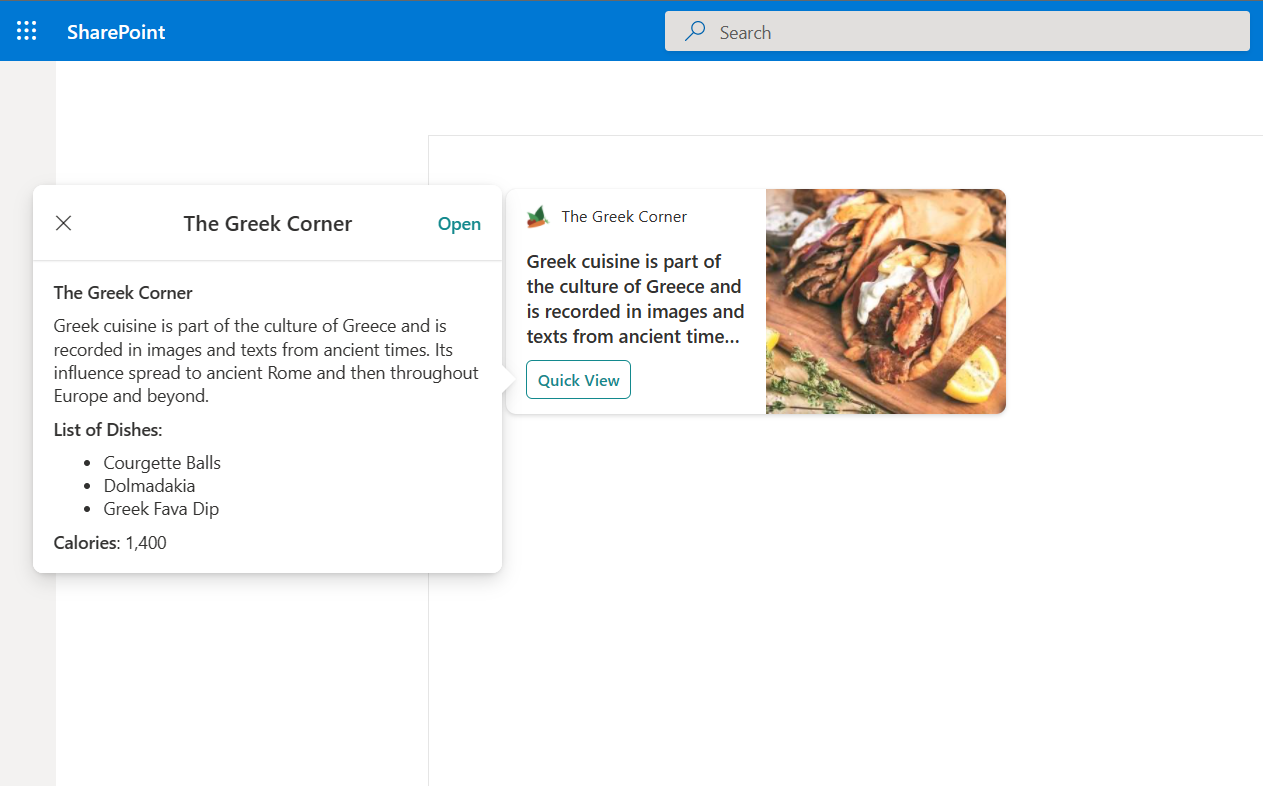 SharePoint
Search
The Greek Corner
Open
The Greek Corner
Greek cuisine is part of the culture of Greece and is
recorded in images and texts from ancient times. Its
influence spread to ancient Rome and then throughout
Europe and beyond.
List of Dishes:
• Courgette Balls
• Dolmadakia
• Greek Fava Dip
Calories: 1,400
The Greek Corner
Greek cuisine is part of
the culture of Greece and
is recorded in images and
texts from ancient time...
Quick View